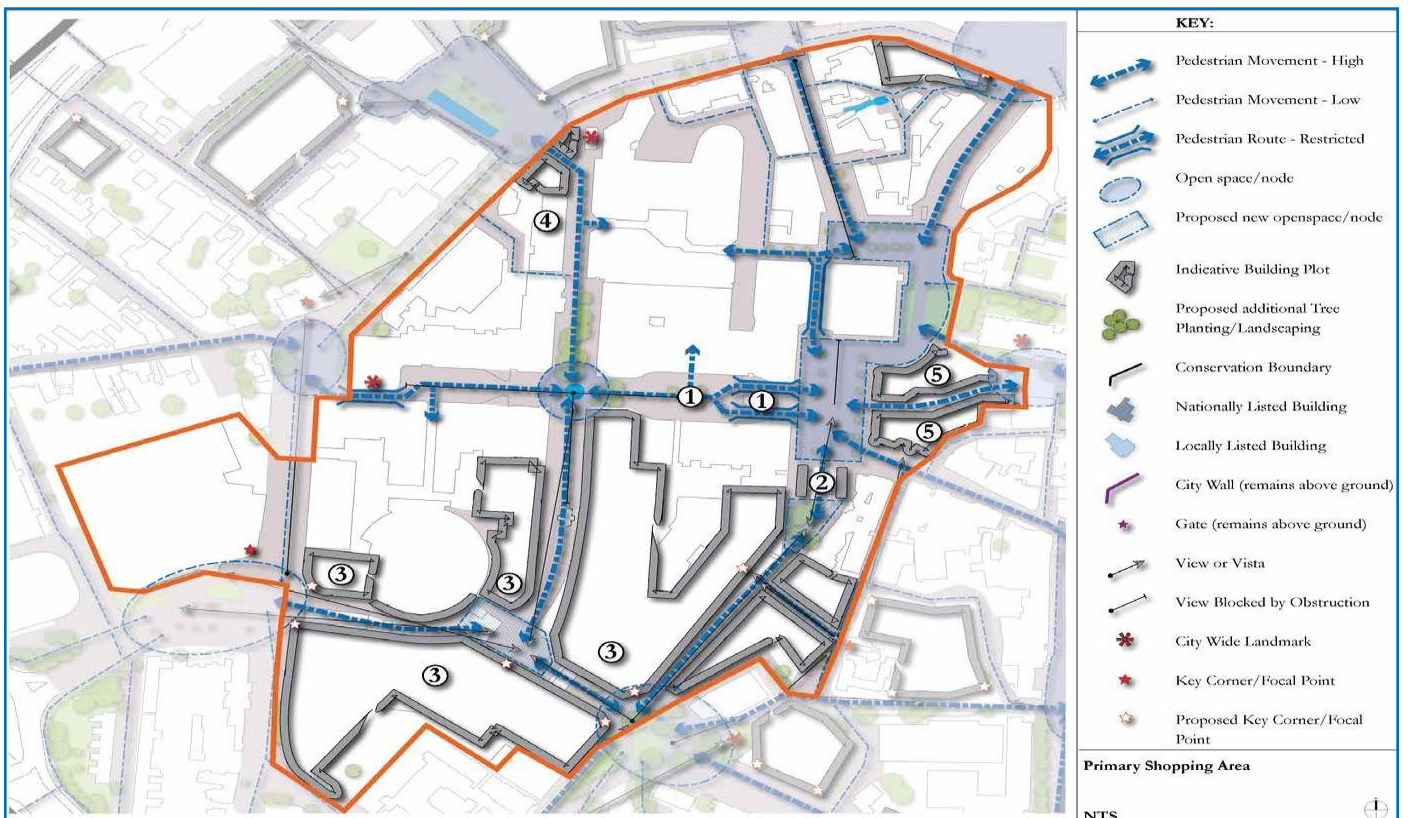 KEY:
Pedestrian Movement - High
Pedestrian Movement - Low
Pedestrian Route - Restricted
Open space/node
Proposed new openspace/node
Indicative Building Plot
Proposed additional Tree
Planting/Landscaping
Conservation Boundary
Nationally Listed Building
Locally Listed Building
City Wall (remains above ground)
Gate (remains above ground)
View or Vista
View Blocked by Obstruction
City Wide Landmark
Key Corner/Focal Point
Proposed Key Corner/Focal
Point
Primary Shopping Area
NTS
4
5
1
1
5
2
3
3
3
3